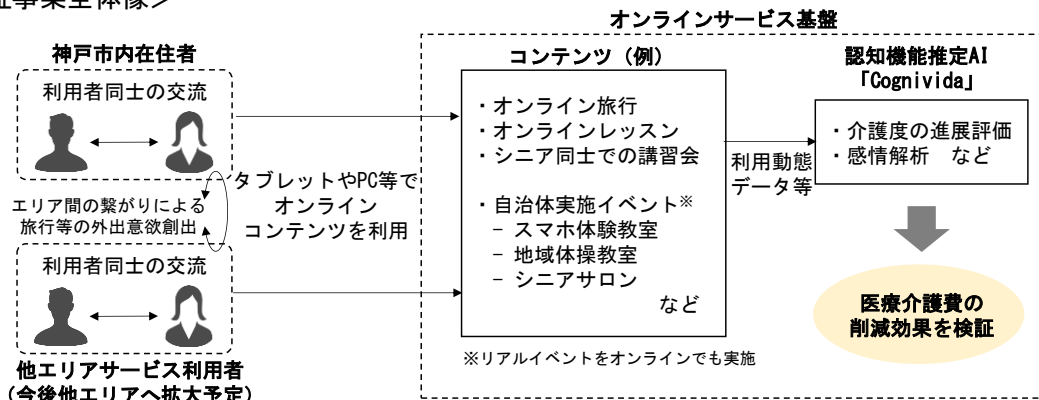 証事業全体像＞
オンラインサービス基盤
神戸市内在住者
利用者同士の交流
エリア間の繋がりによる
旅行等の外出意欲創出
利用者同士の交流
他エリアサービス利用者
（今後他エリアへ拡大予定）
タブレットやPC等で
オンライン
コンテンツを利用
コンテンツ（例）
・オンライン旅行
・オンラインレッスン
・シニア同士での講習会
・自治体実施イベント※
－ スマホ体験教室
－ 地域体操教室
－ シニアサロン
など
※リアルイベントをオンラインでも実施
利用動態
データ等
認知機能推定AI
「Cognivida」
・介護度の進展評価
・感情解析　など
医療介護費の
削減効果を検証